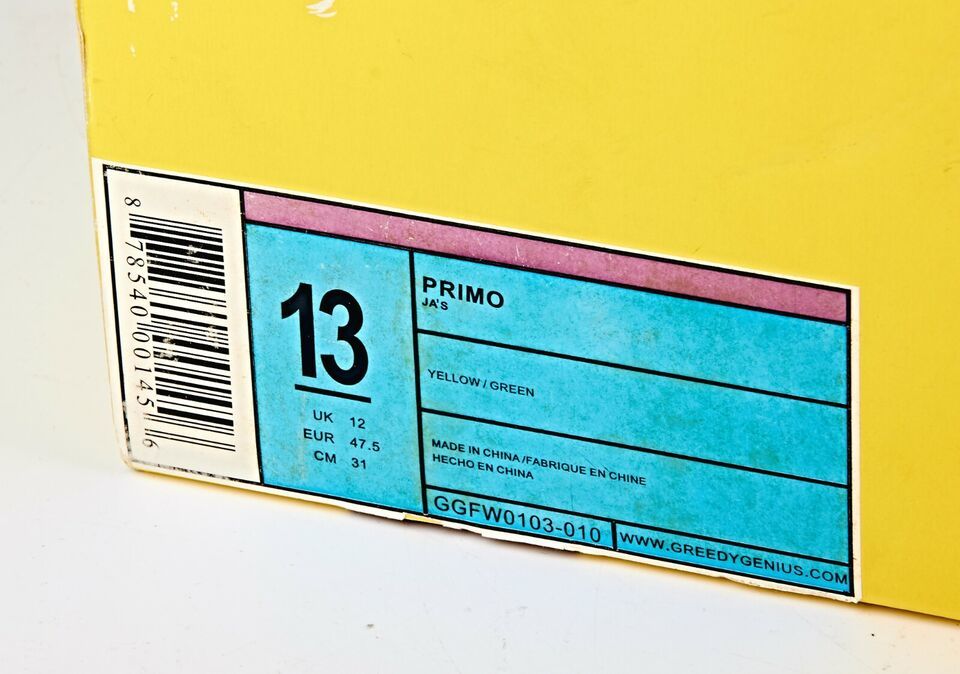 8 78540 00145 6
13
UK 12
EUR 47.5
CM 31
PRIMO
JA'S
YELLOW / GREEN
MADE IN CHINA /FABRIQUE EN CHINE
HECHO EN CHINA
GGFW0103-010
WWW.GREEDYGENIUS.COM